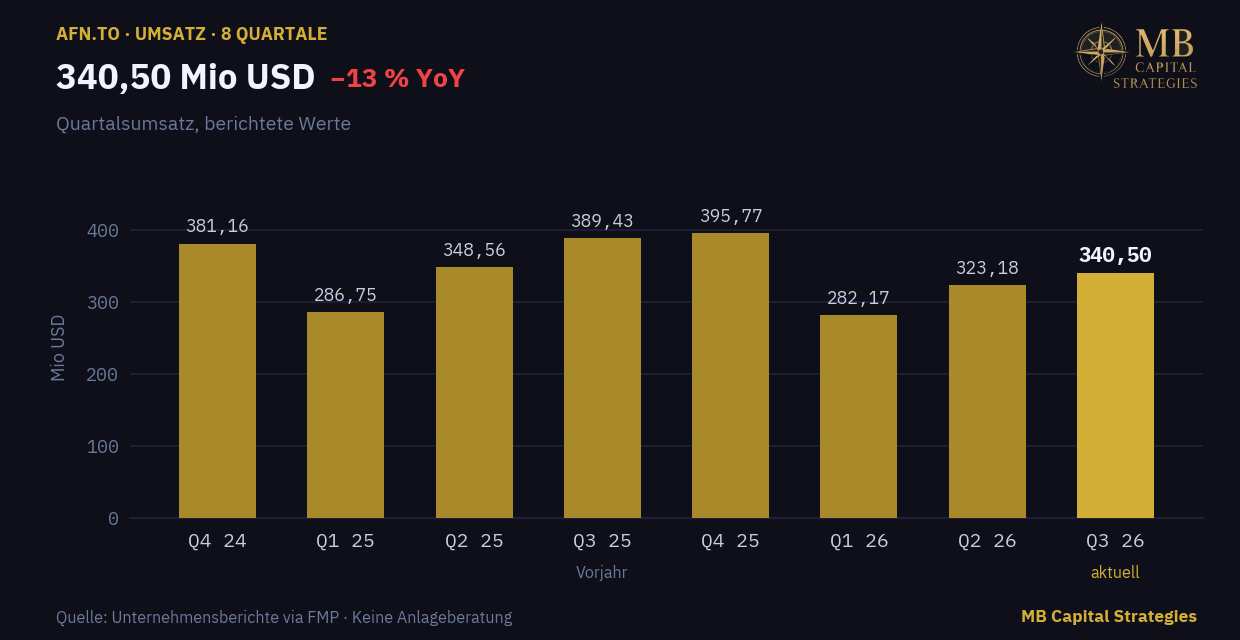 AFN.TO · UMSATZ · 8 QUARTALE
340,50 Mio USD –13 % YoY
Quartalsumsatz, berichtete Werte
MB
CAPITAL
STRATEGIES
Mio USD
400
300
200
100
0
381,16
286,75
348,56
389,43
395,77
282,17
323,18
340,50
Q4 24
Q1 25
Q2 25
Q3 25
Q4 25
Q1 26
Q2 26
Q3 26
Vorjahr
aktuell
Quelle: Unternehmensberichte via FMP · Keine Anlageberatung
MB Capital Strategies